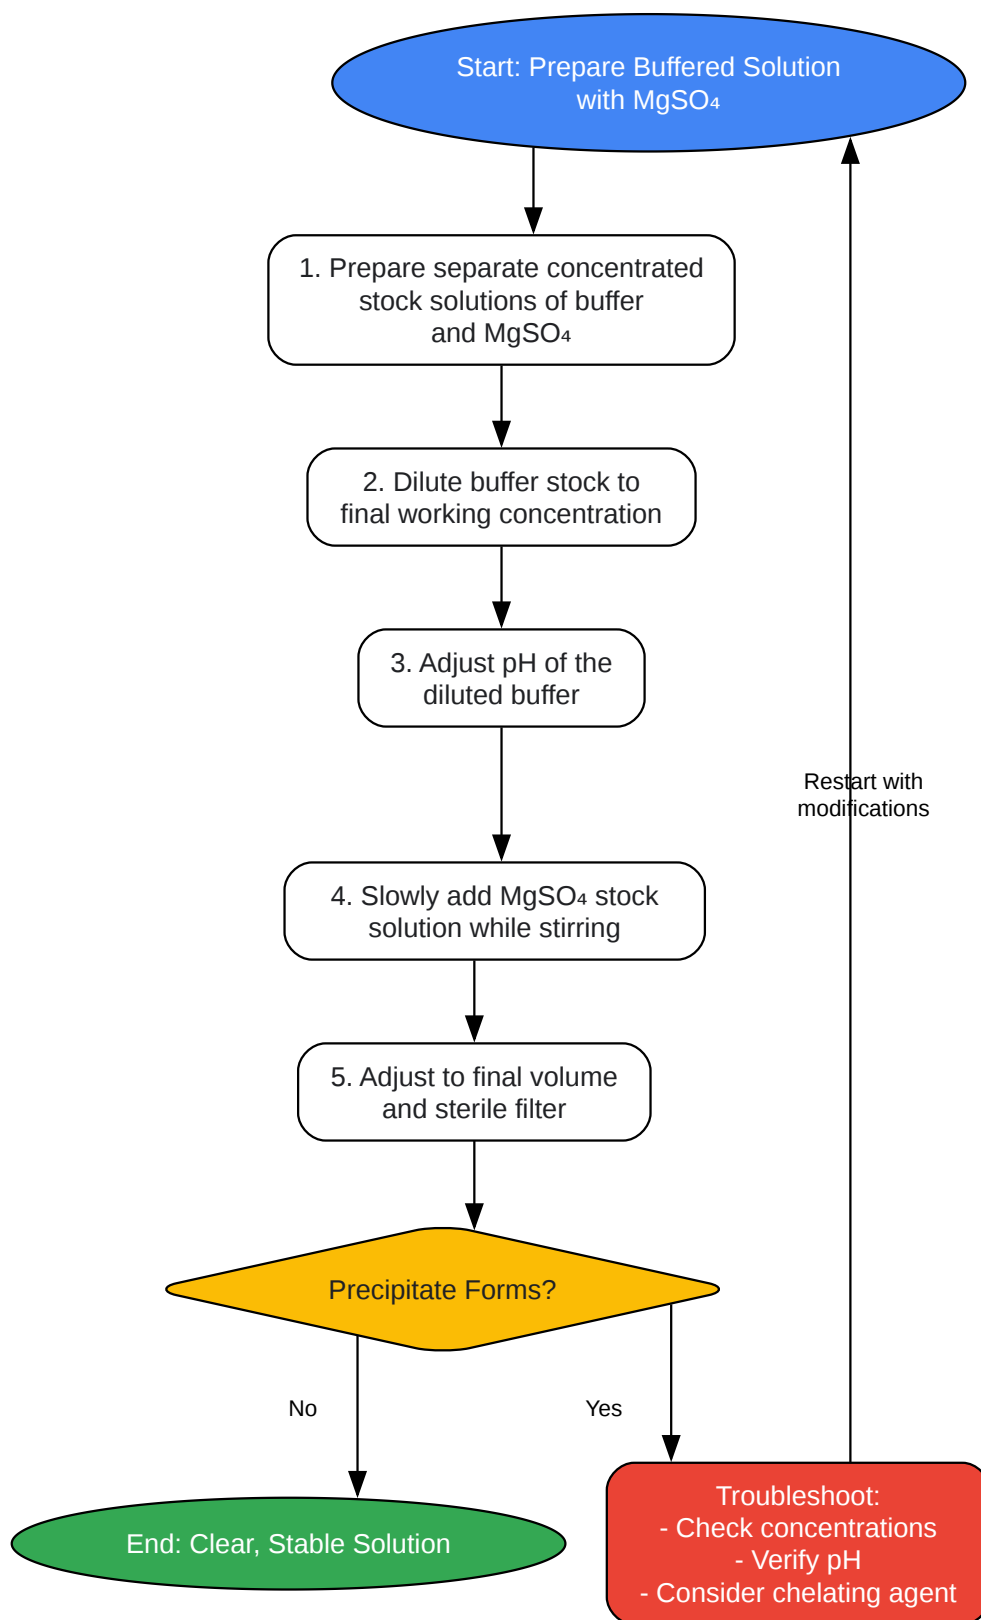 Start: Prepare Buffered Solution
with MgSO₄
1. Prepare separate concentrated
stock solutions of buffer
and MgSO₄
2. Dilute buffer stock to
final working concentration
3. Adjust pH of the
diluted buffer
Restart with
modifications
4. Slowly add MgSO₄ stock
solution while stirring
5. Adjust to final volume
and sterile filter
Precipitate Forms?
No
Yes
End: Clear, Stable Solution
Troubleshoot:
- Check concentrations
- Verify pH
- Consider chelating agent